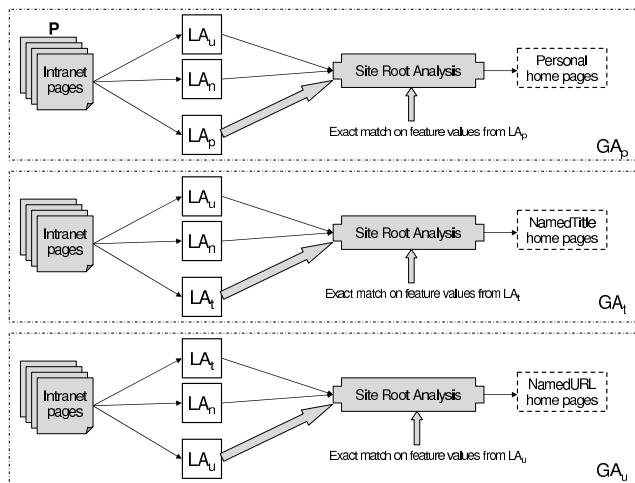 P
Intranet pages
LAu
LAn
LAp
Site Root Analysis
Personal home pages
Exact match on feature values from LAp
GAp
Intranet pages
LAu
LAn
LAt
Site Root Analysis
NamedTitle home pages
Exact match on feature values from LAt
GAt
Intranet pages
LAt
LAn
LAu
Site Root Analysis
NamedURL home pages
Exact match on feature values from LAu
GAu